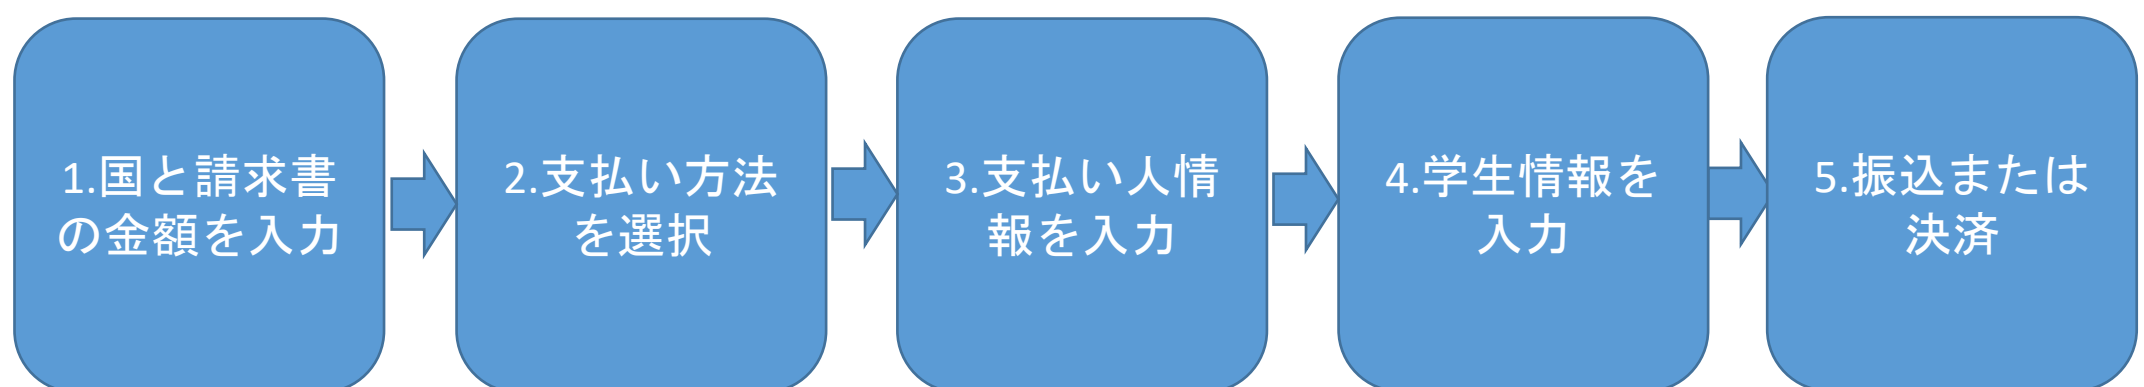 1.国と請求書
の金額を入力
2.支払い方法
を選択
3.支払い人情
報を入力
4.学生情報を
入力
5.振込または
決済